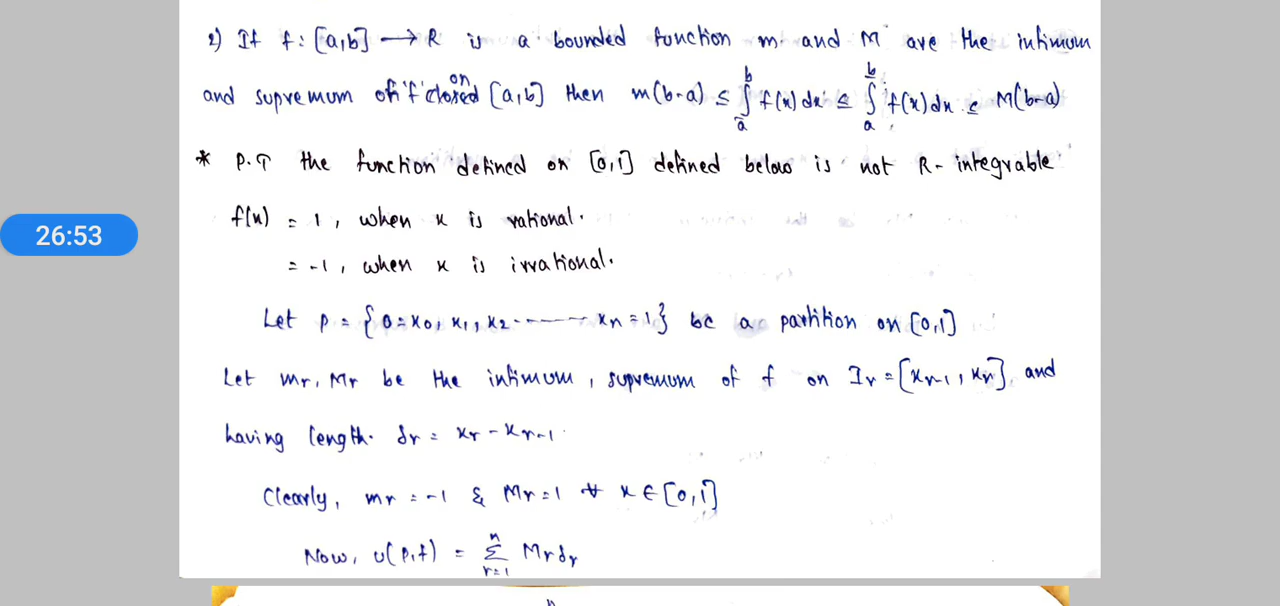 2) If f : [a,b] → R is a bounded function m and M are the infimum
and supremum of 'f' closed on [a,b] then m(b-a) ≤ ∫_a̲^b f(x) dx ≤ ∫_a^b̅ f(x) dx ≤ M(b-a)
* P.T the function defined on [0,1] defined below is not R-integrable
f(x) = 1, when x is rational.
= -1, when x is irrational.
26:53
Let P = {0=x0, x1, x2 ------- xn=1} be a partition on [0,1]
Let mr, Mr be the infimum, supremum of f on Ir = [xr-1, xr] and
having length. δr = xr - xr-1
Clearly, mr = -1 & Mr = 1 ∀ x ∈ [0,1]
Now, U(P,f) = Σ_{r=1}^{n} Mr δr